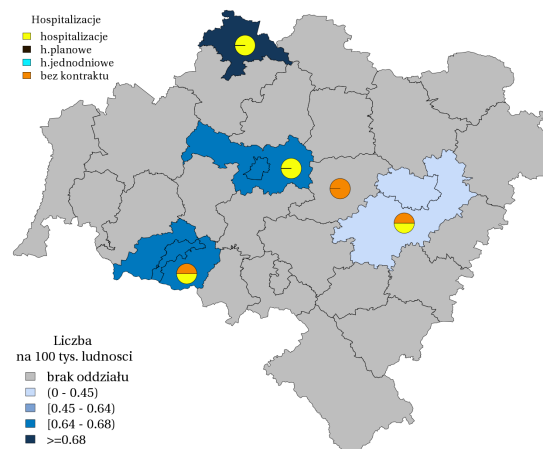 Hospitalizacje
hospitalizacje
h.planowe
h.jednodniowe
bez kontraktu
Liczba
na 100 tys. ludnosci
brak oddziału
(0 - 0.45)
[0.45 - 0.64)
[0.64 - 0.68)
>=0.68